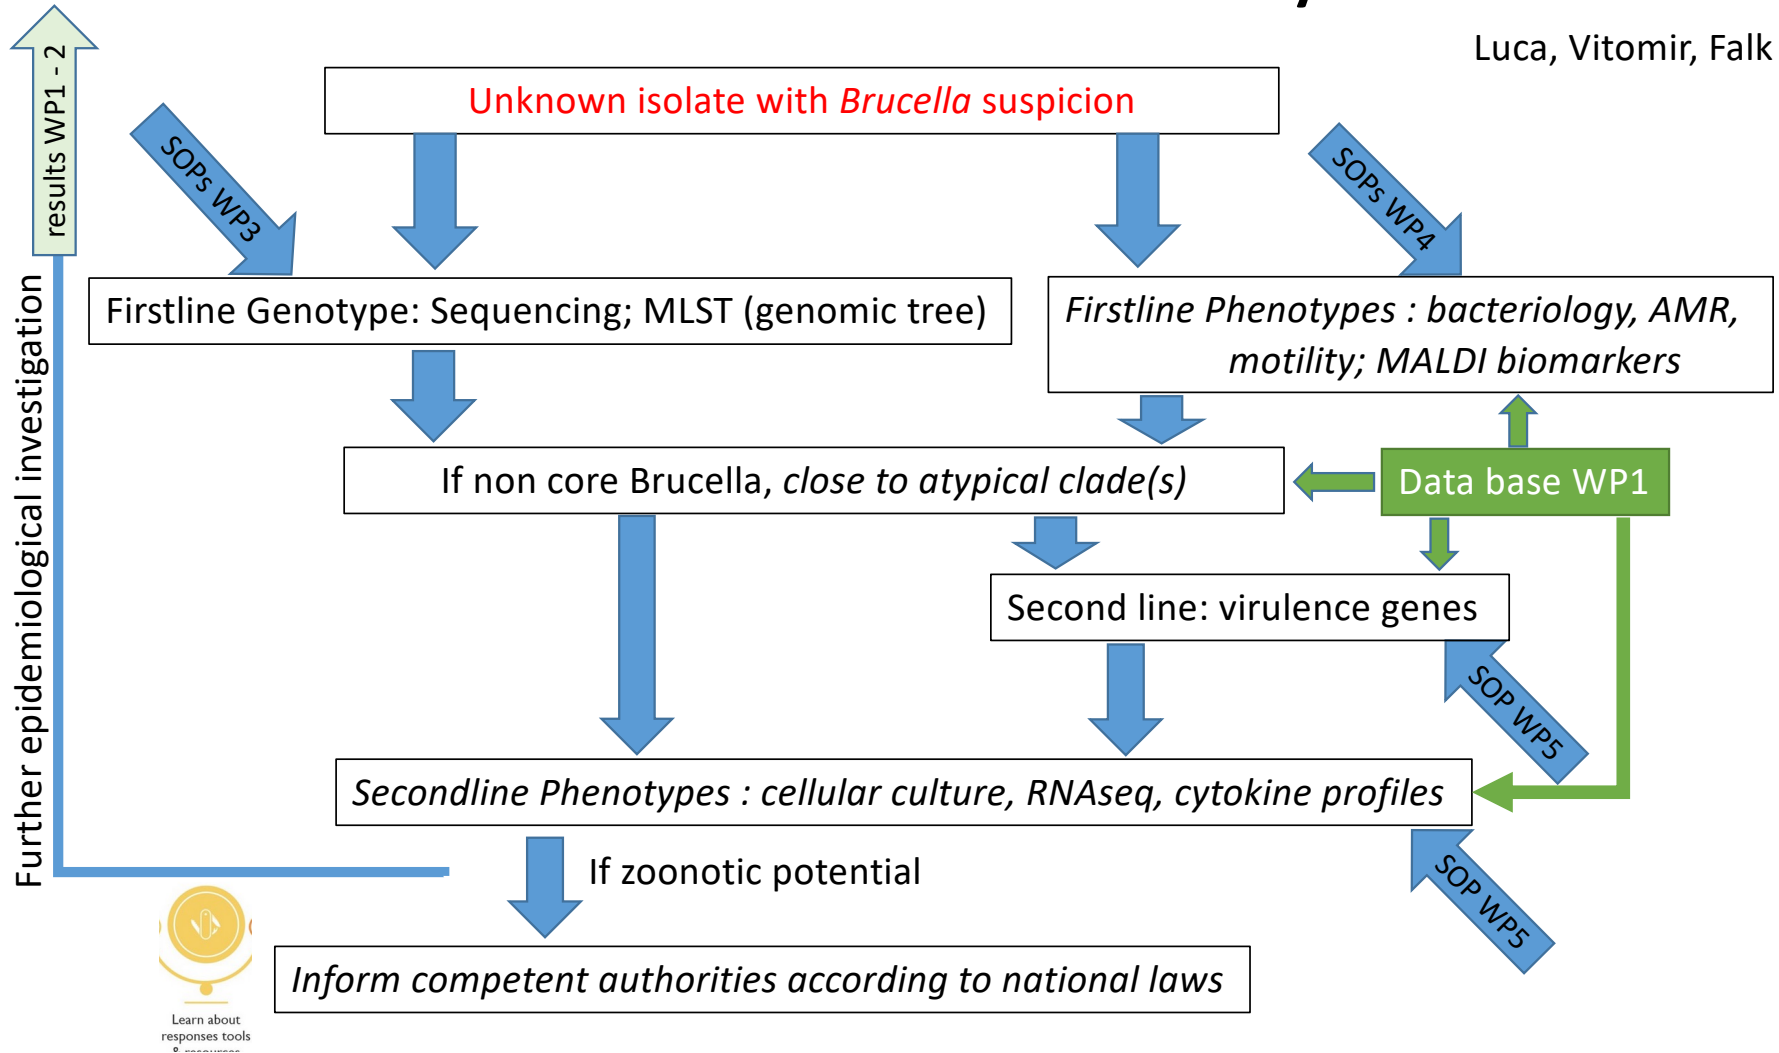 Luca, Vitomir, Falk
results WP1 - 2
Unknown isolate with Brucella suspicion
SOPs WP3
SOPs WP4
Firstline Genotype: Sequencing; MLST (genomic tree)
Firstline Phenotypes : bacteriology, AMR,
motility; MALDI biomarkers
Further epidemiological investigation
If non core Brucella, close to atypical clade(s)
Data base WP1
Second line: virulence genes
SOP WP5
Secondline Phenotypes : cellular culture, RNAseq, cytokine profiles
If zoonotic potential
SOP WP5
Inform competent authorities according to national laws
Learn about
responses tools
& resources